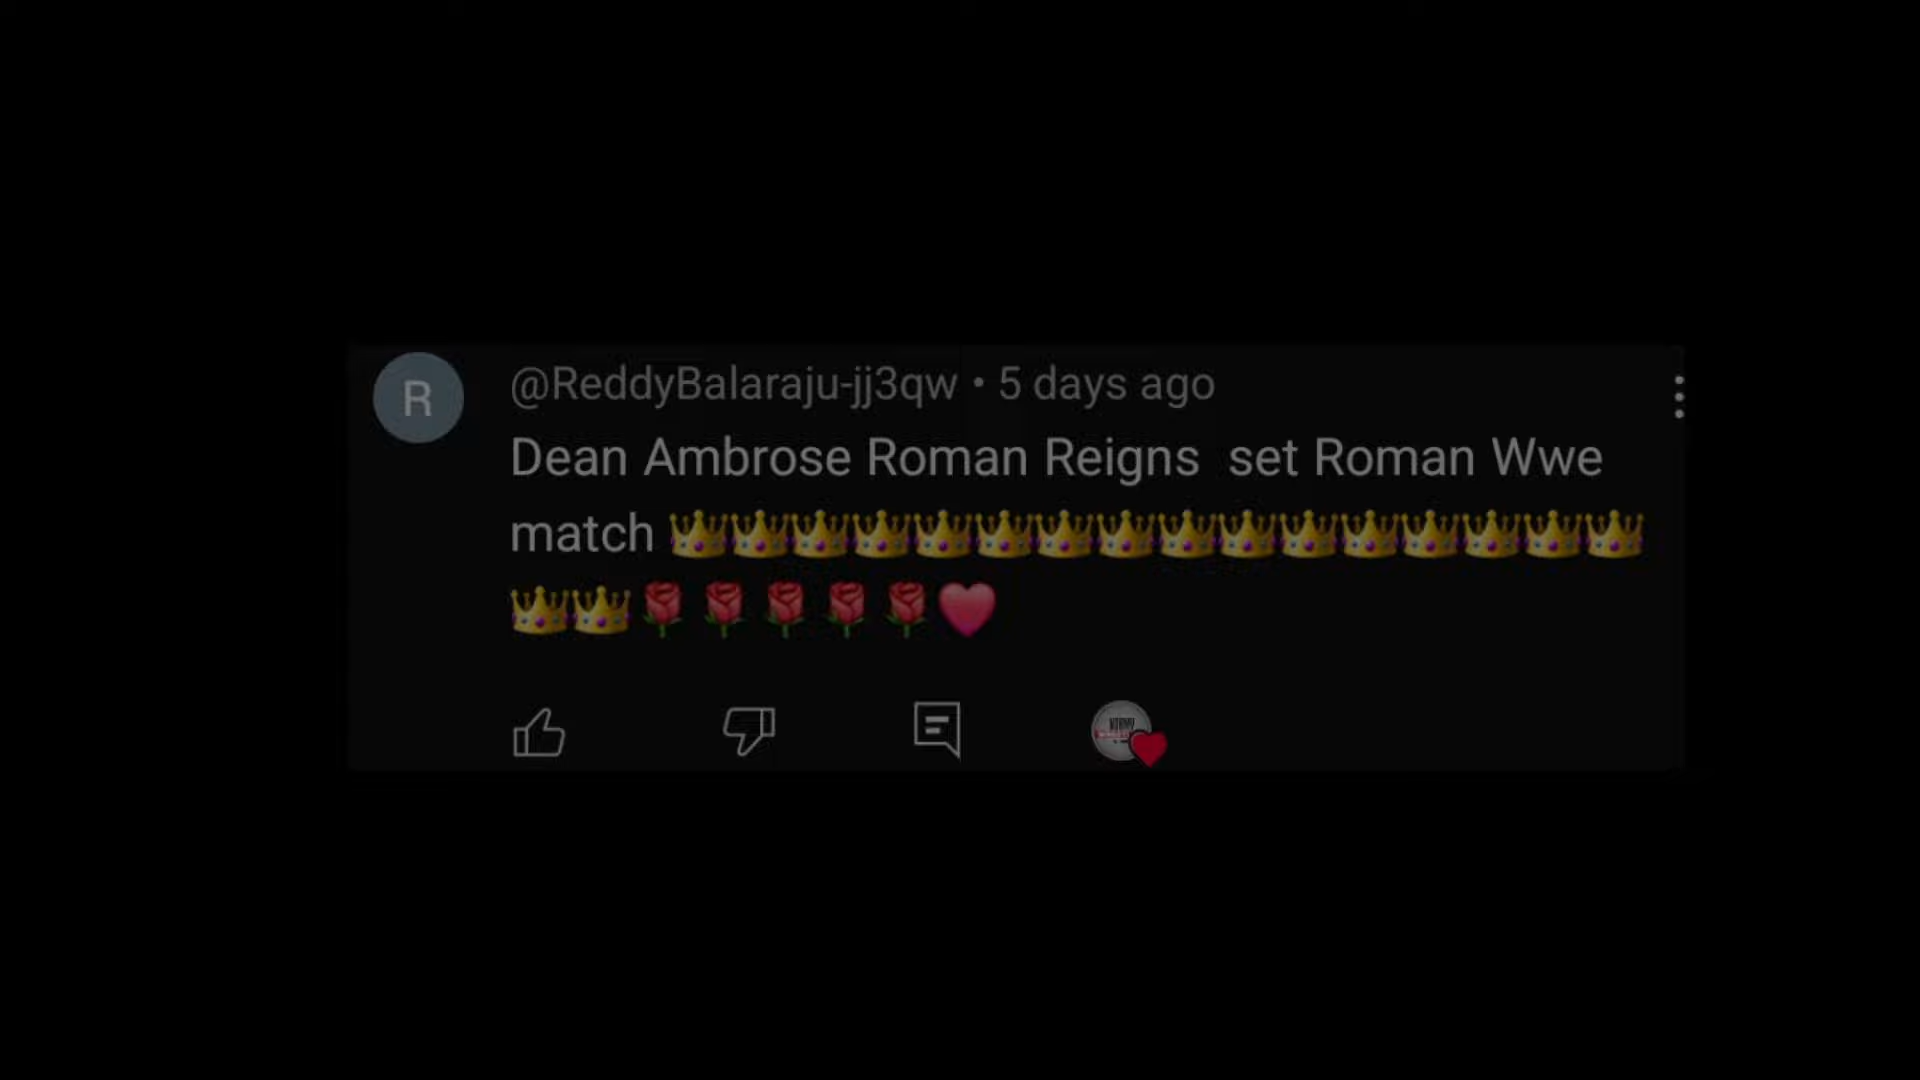 R
@ReddyBalaraju-jj3qw • 5 days ago
Dean Ambrose Roman Reigns  set Roman Wwe
match 👑👑👑👑👑👑👑👑👑👑👑👑👑👑👑👑
👑👑🌹🌹🌹🌹🌹❤️